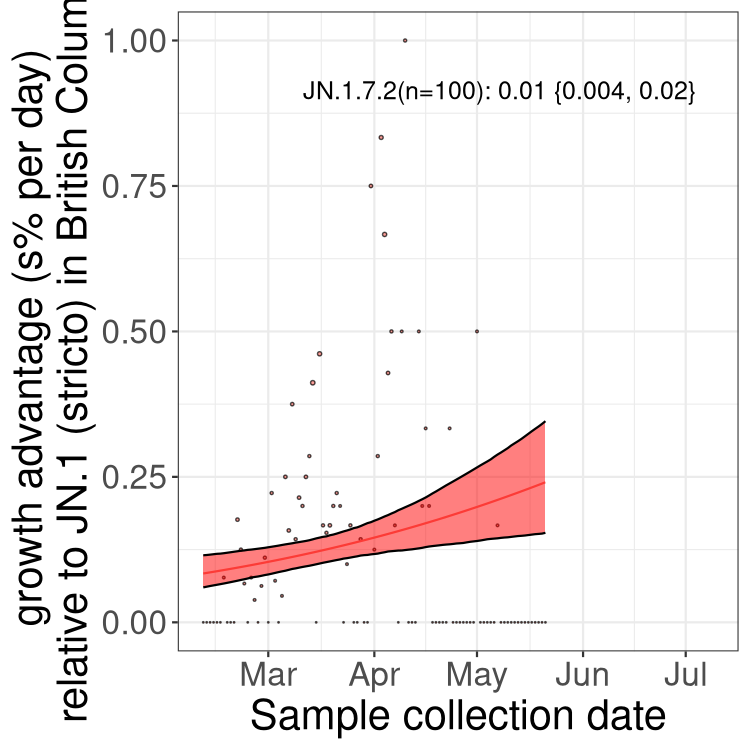 growth advantage (s% per day)
relative to JN.1 (stricto) in British Colum
1.00
0.75
0.50
0.25
0.00
JN.1.7.2(n=100): 0.01 {0.004, 0.02}
Mar Apr May Jun Jul
Sample collection date